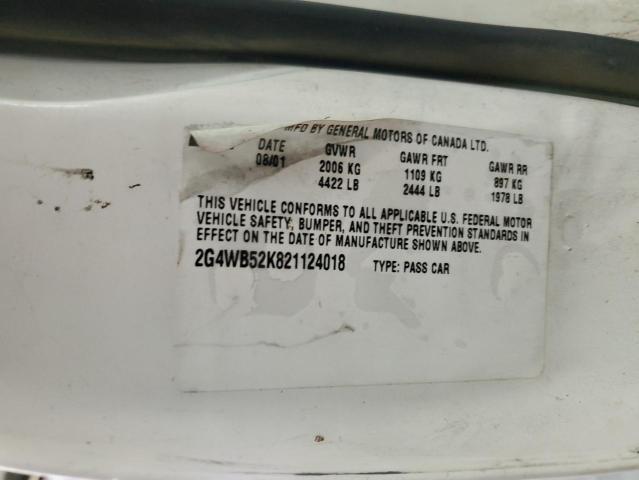 MFD BY GENERAL MOTORS OF CANADA LTD.
DATE GVWR GAWR FRT GAWR RR
08/01 2006 KG 1109 KG 897 KG
4422 LB 2444 LB 1978 LB
THIS VEHICLE CONFORMS TO ALL APPLICABLE U.S. FEDERAL MOTOR
VEHICLE SAFETY, BUMPER, AND THEFT PREVENTION STANDARDS IN
EFFECT ON THE DATE OF MANUFACTURE SHOWN ABOVE.
2G4WB52K821124018 TYPE: PASS CAR